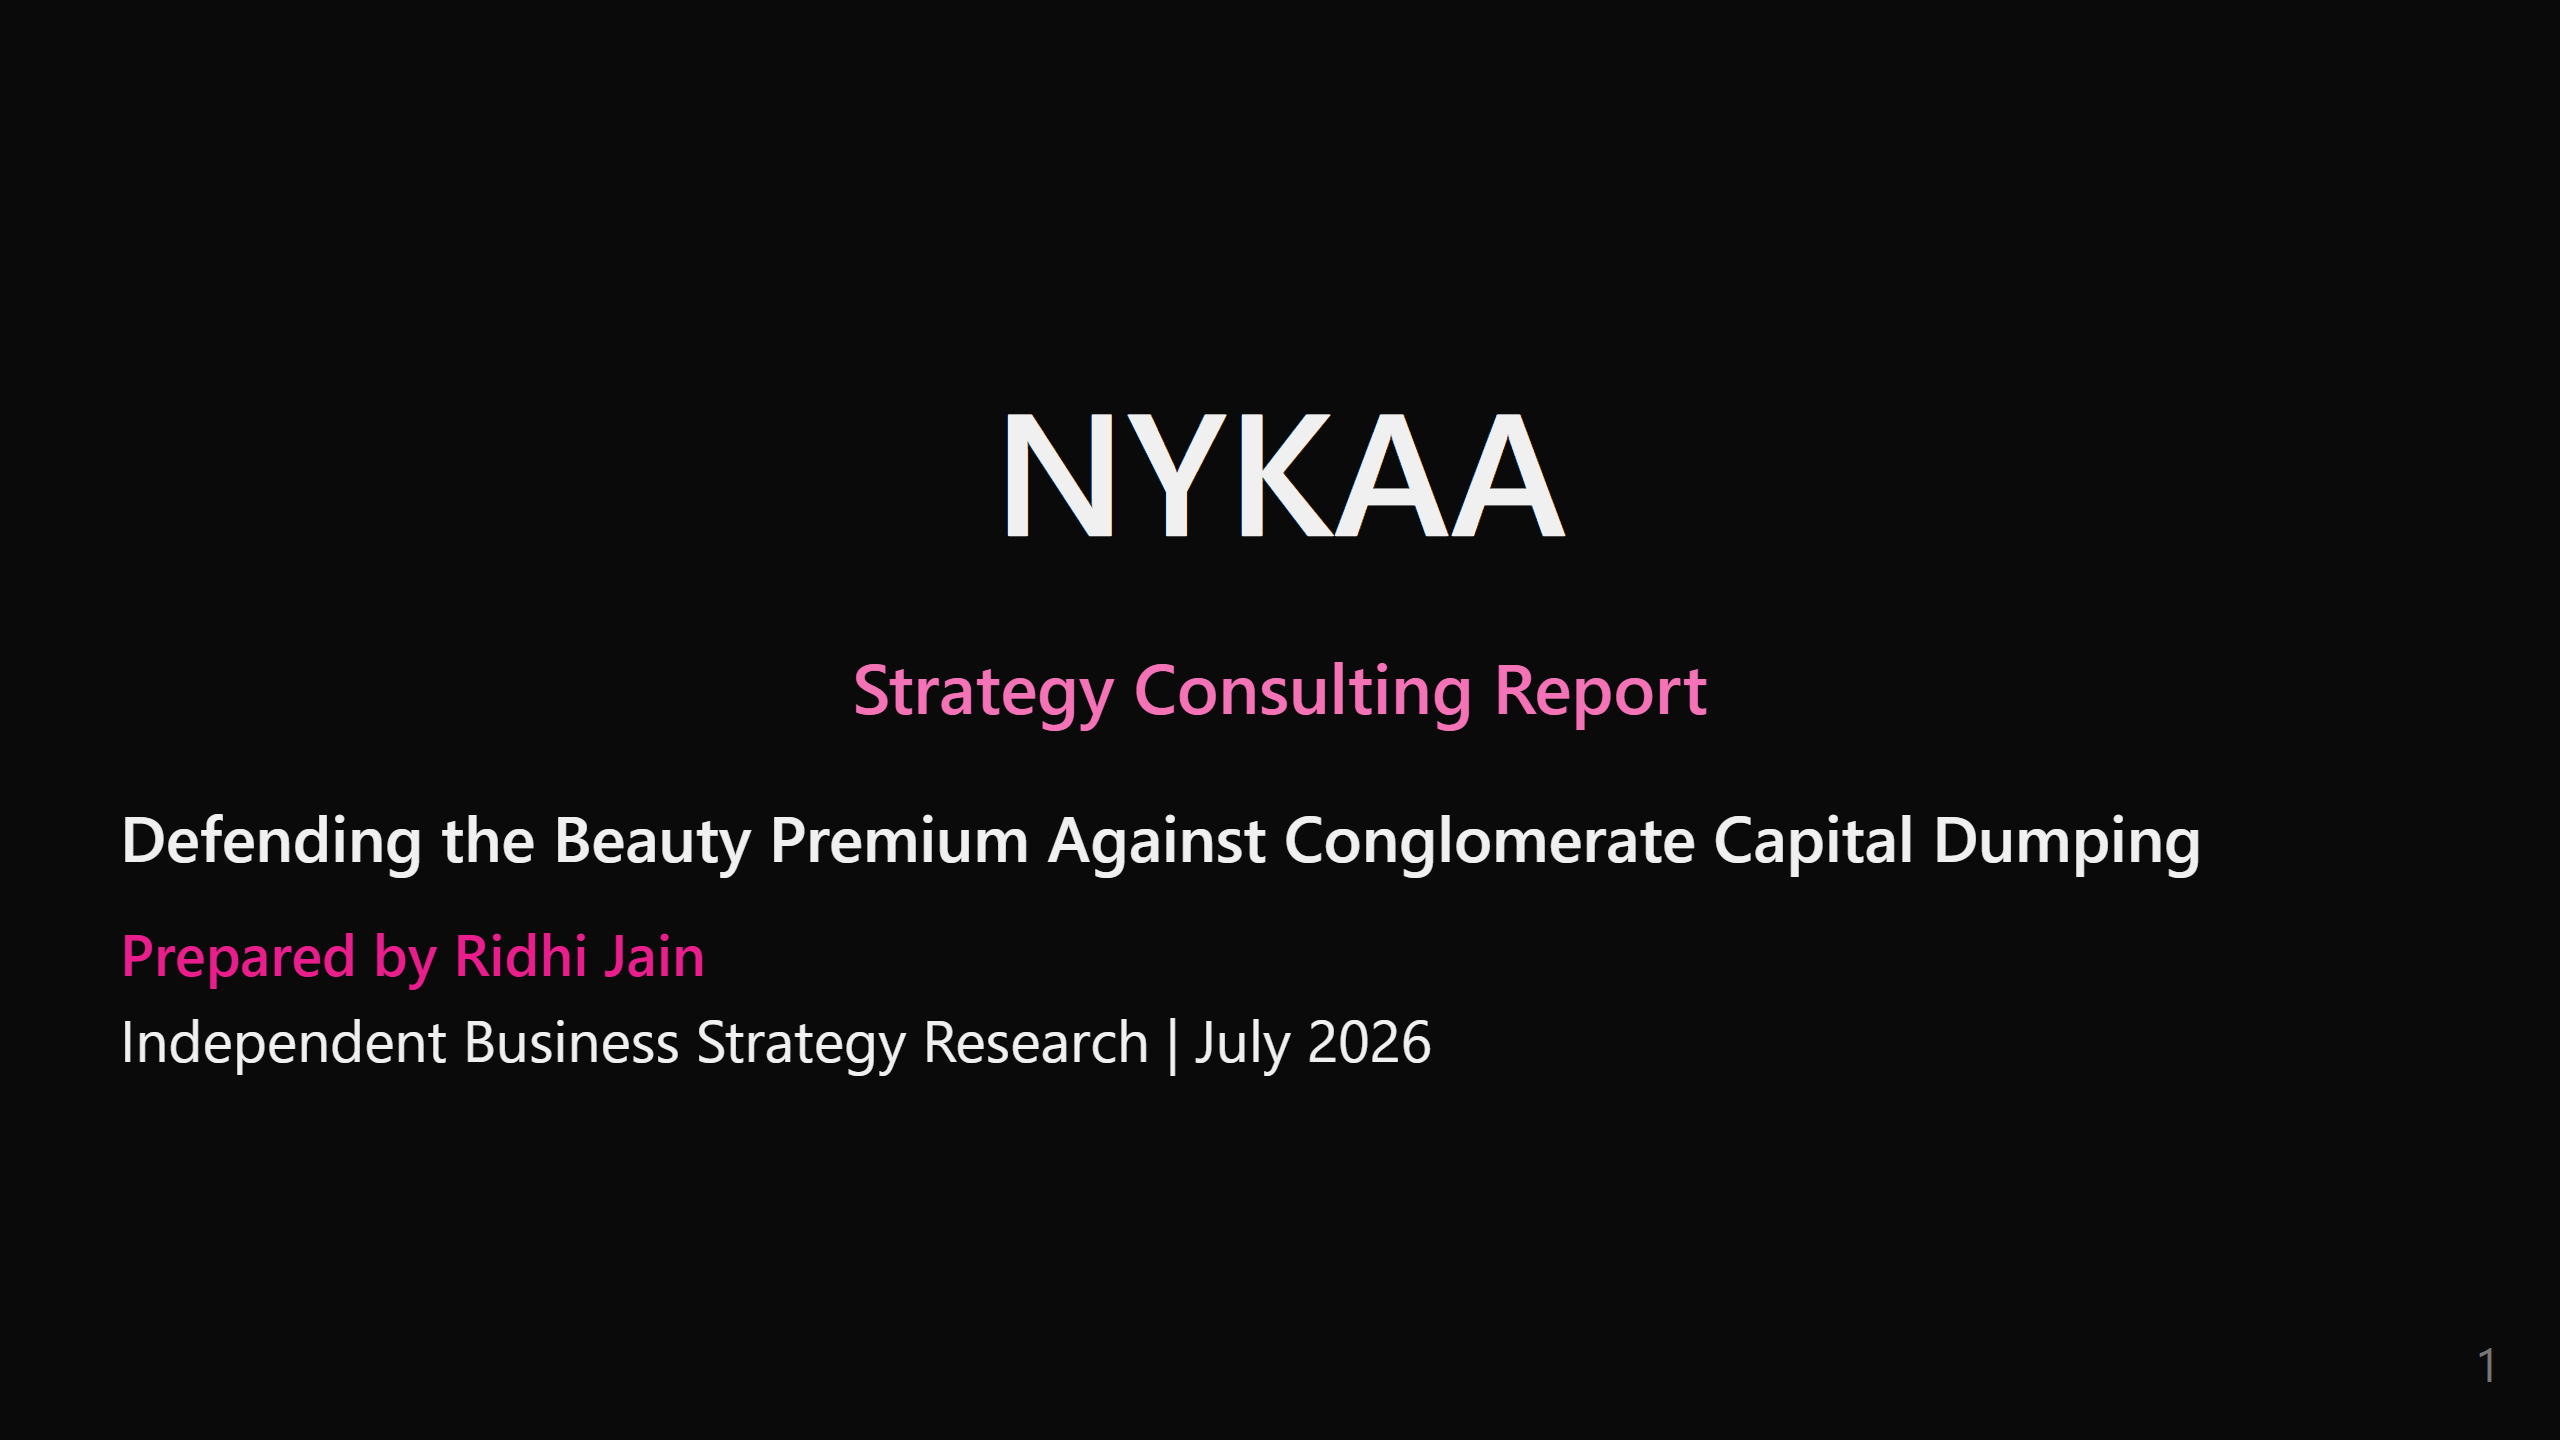 NYKAA
Strategy Consulting Report
Defending the Beauty Premium Against Conglomerate Capital Dumping
Prepared by Ridhi Jain
Independent Business Strategy Research | July 2026
1